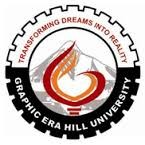 TRANSFORMING DREAMS INTO REALITY
GRAPHIC ERA HILL UNIVERSITY